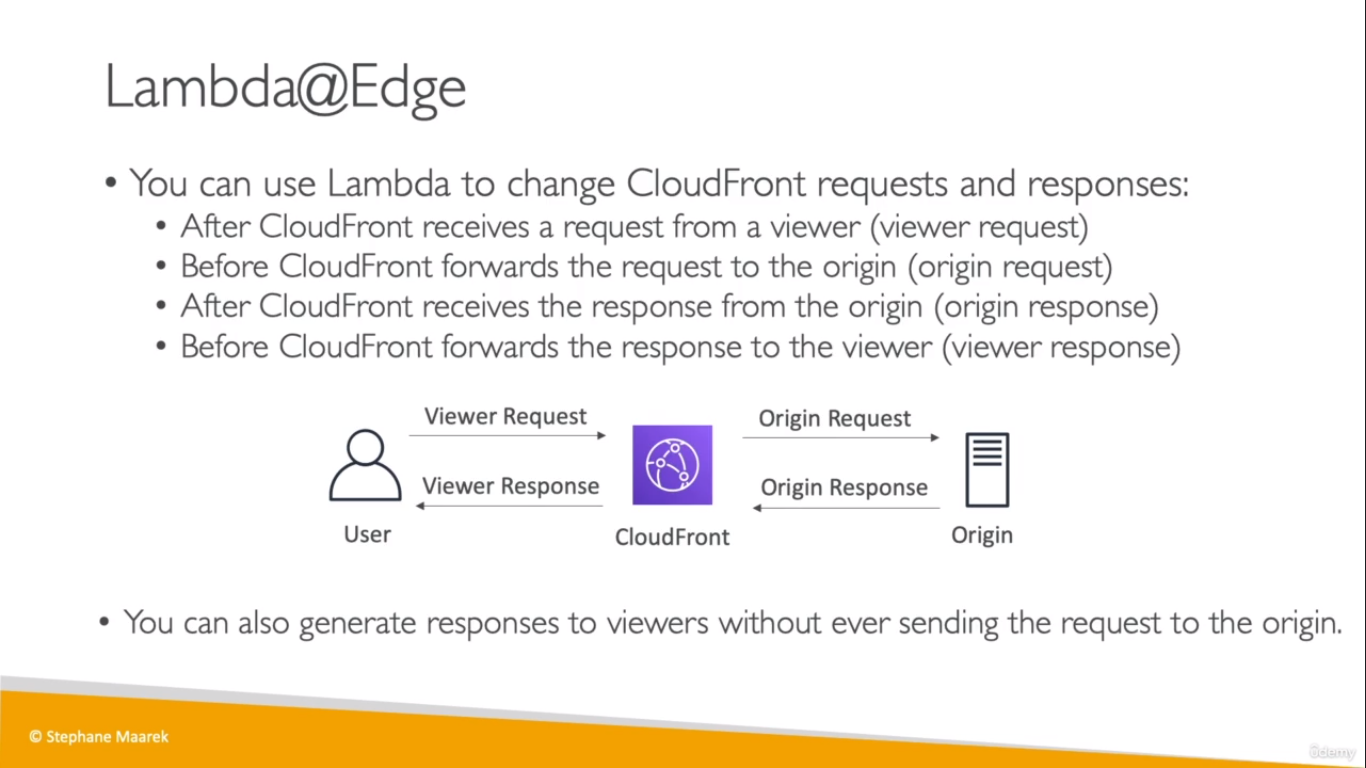 Lambda@Edge
• You can use Lambda to change CloudFront requests and responses:
• After CloudFront receives a request from a viewer (viewer request)
• Before CloudFront forwards the request to the origin (origin request)
• After CloudFront receives the response from the origin (origin response)
• Before CloudFront forwards the response to the viewer (viewer response)
Viewer Request
Origin Request
Viewer Response
Origin Response
User
CloudFront
Origin
• You can also generate responses to viewers without ever sending the request to the origin.
© Stephane Maarek
ûdemy